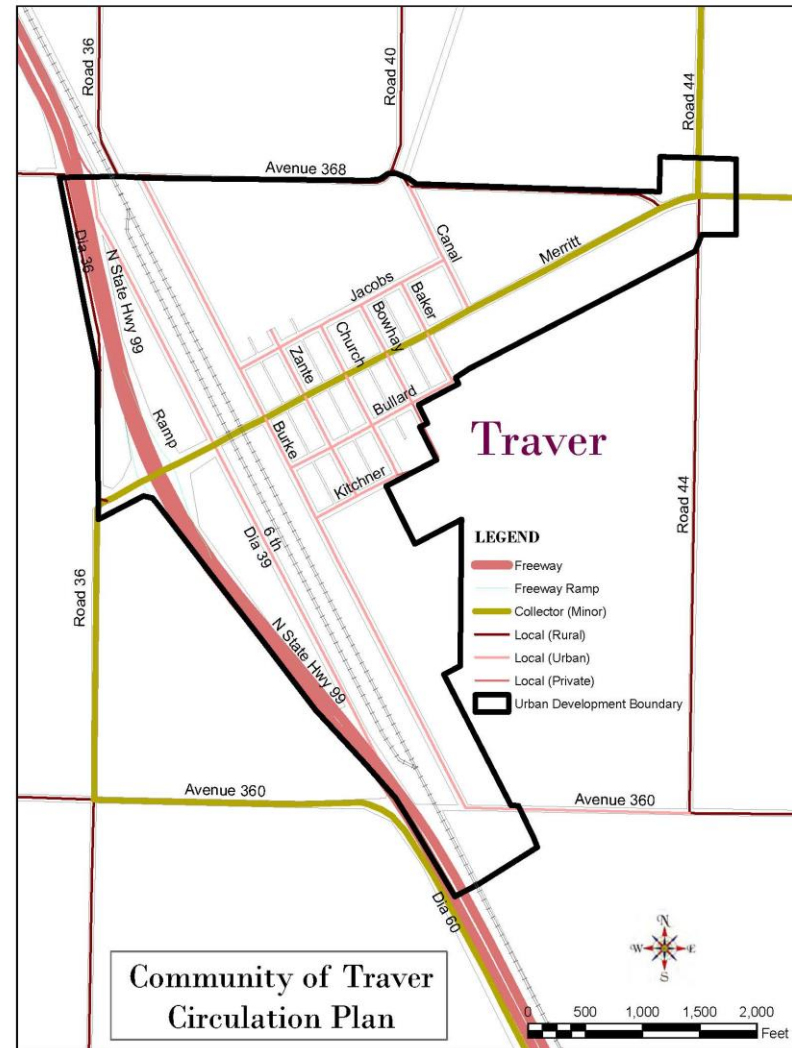 Road 36
Road 40
Road 44
Avenue 368
Dia 36
N State Hwy 99
Canal
Merritt
Jacobs
Baker
Bowhay
Church
Zante
Bullard
Burke
Ramp
Kitchner
Traver
6 th
Dia 39
Road 44
Road 36
N State Hwy 99
LEGEND
Freeway
Freeway Ramp
Collector (Minor)
Local (Rural)
Local (Urban)
Local (Private)
Urban Development Boundary
Avenue 360
Avenue 360
Dia 60
N
W
E
S
Community of Traver
Circulation Plan
0 500 1,000 1,500 2,000
Feet